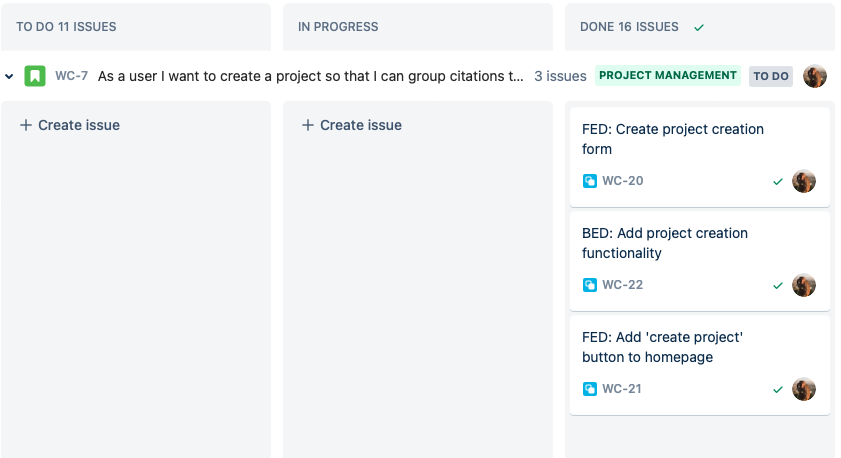 TO DO 11 ISSUES
IN PROGRESS
DONE 16 ISSUES
WC-7 As a user I want to create a project so that I can group citations t... 3 issues PROJECT MANAGEMENT TO DO
Create issue
Create issue
FED: Create project creation
form
WC-20
BED: Add project creation
functionality
WC-22
FED: Add 'create project'
button to homepage
WC-21